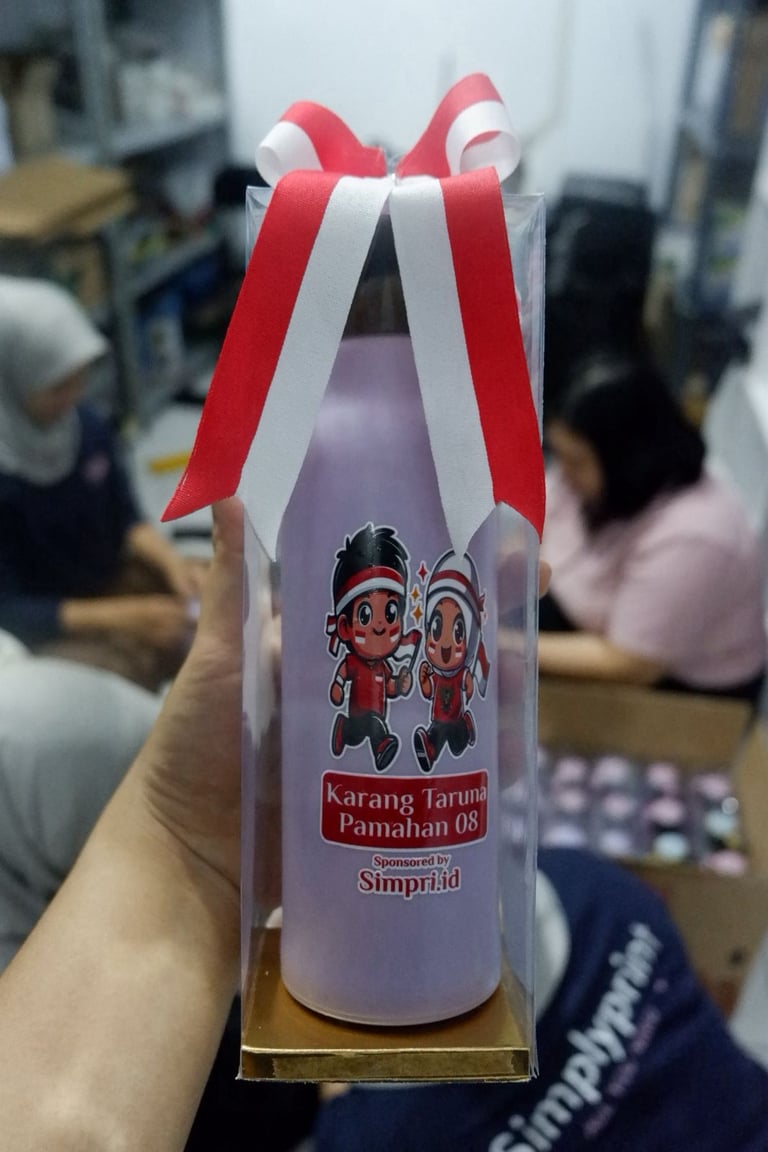 Karang Taruna
Pamahan 08
Sponsored by
Simpri.id
Simplyprint